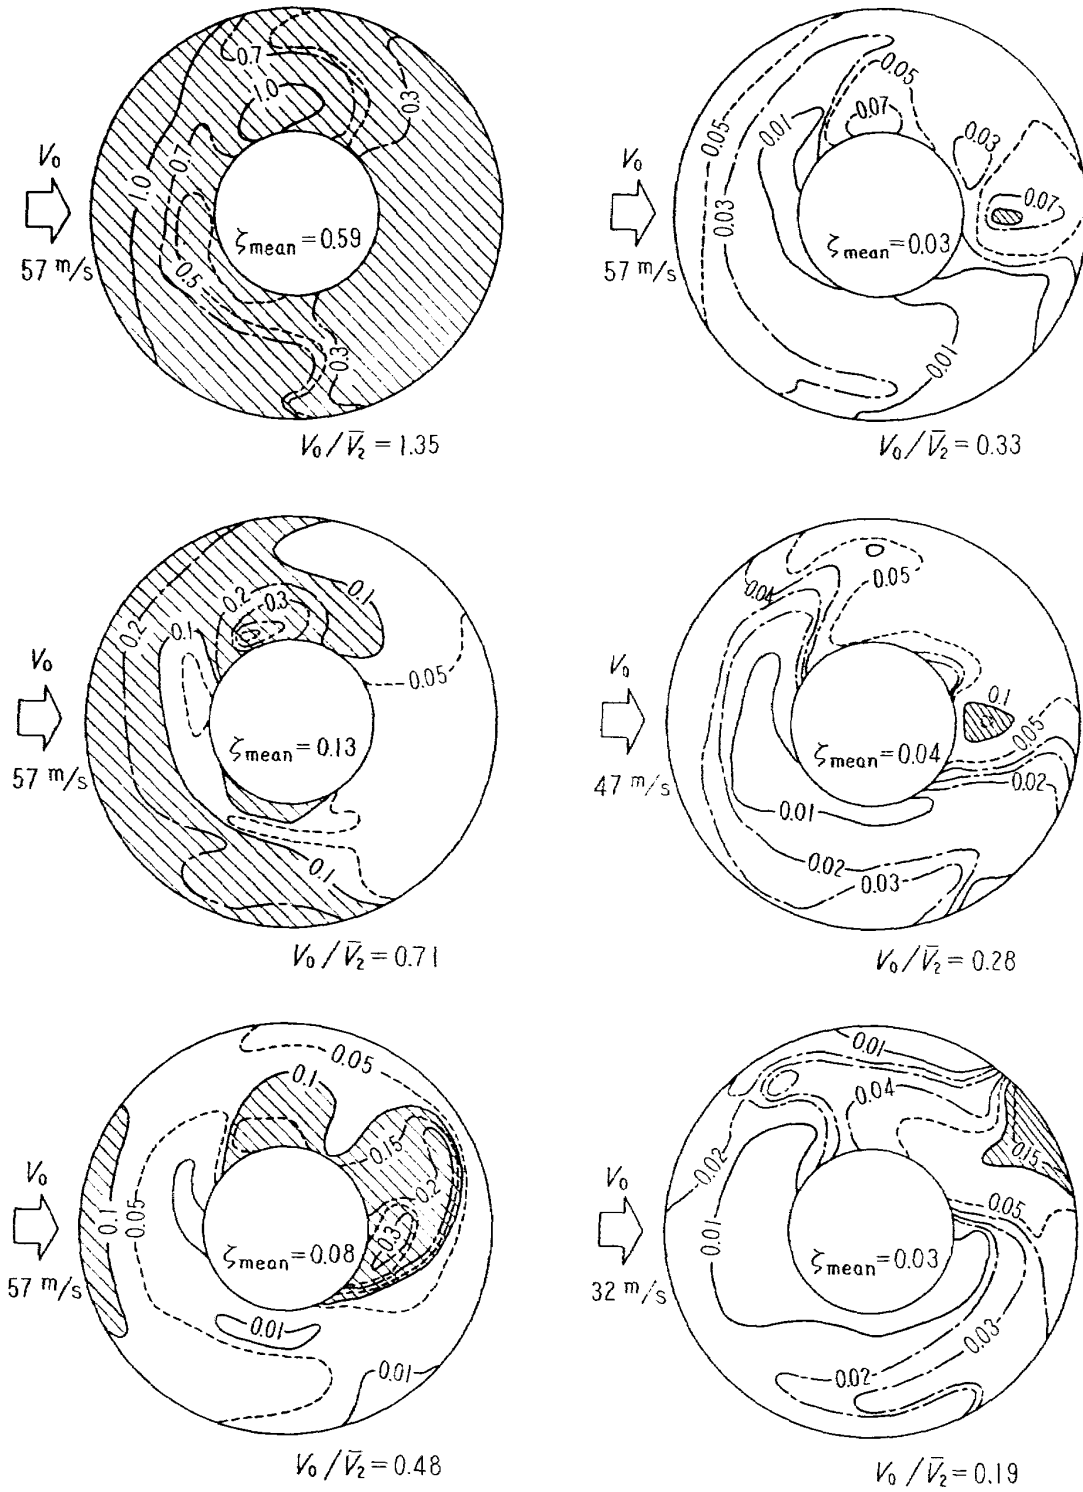 0.7
1.0
0.3
0.7
1.0
0.5
0.3
V₀
57 m/s
ζmean = 0.59
V₀/V̄₂ = 1.35
0.05
0.07
0.01
0.05
0.03
0.03
0.07
0.01
V₀
57 m/s
ζmean = 0.03
V₀/V̄₂ = 0.33
0.2
0.3
0.1
0.2
0.1
0.05
0.1
V₀
57 m/s
ζmean = 0.13
V₀/V̄₂ = 0.71
0.04
0.05
0.1
0.05
0.02
0.01
0.02
0.03
V₀
47 m/s
ζmean = 0.04
V₀/V̄₂ = 0.28
0.05
0.1
0.15
0.2
0.3
0.1
0.05
0.01
0.01
V₀
57 m/s
ζmean = 0.08
V₀/V̄₂ = 0.48
0.01
0.04
0.02
0.15
0.05
0.01
0.03
0.02
V₀
32 m/s
ζmean = 0.03
V₀/V̄₂ = 0.19